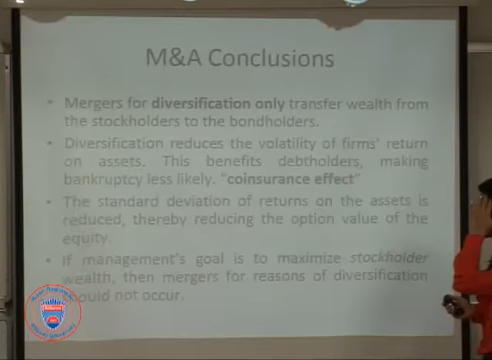 M&A Conclusions
• Mergers for diversification only transfer wealth from
the stockholders to the bondholders.
• Diversification reduces the volatility of firms' return
on assets. This benefits debtholders, making
bankruptcy less likely. "coinsurance effect"
• The standard deviation of returns on the assets is
reduced, thereby reducing the option value of the
equity.
• If management's goal is to maximize stockholder
wealth, then mergers for reasons of diversification
should not occur.